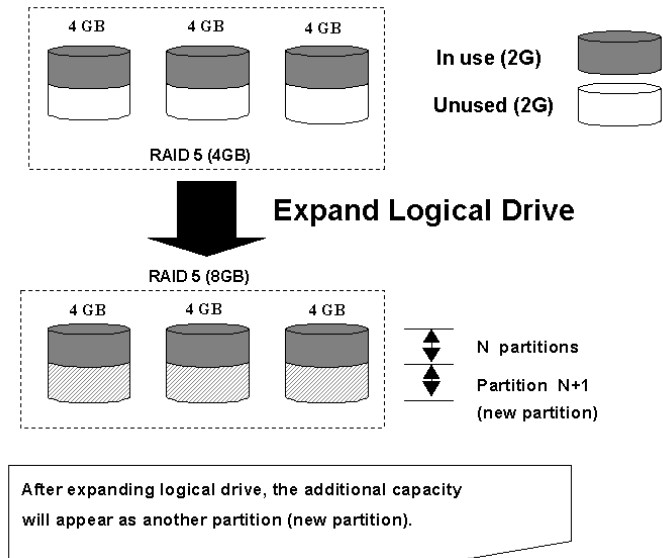 4 GB 4 GB 4 GB
In use (2G)
Unused (2G)
RAID 5 (4GB)
Expand Logical Drive
RAID 5 (8GB)
4 GB 4 GB 4 GB
N partitions
Partition N+1
(new partition)
After expanding logical drive, the additional capacity
will appear as another partition (new partition).